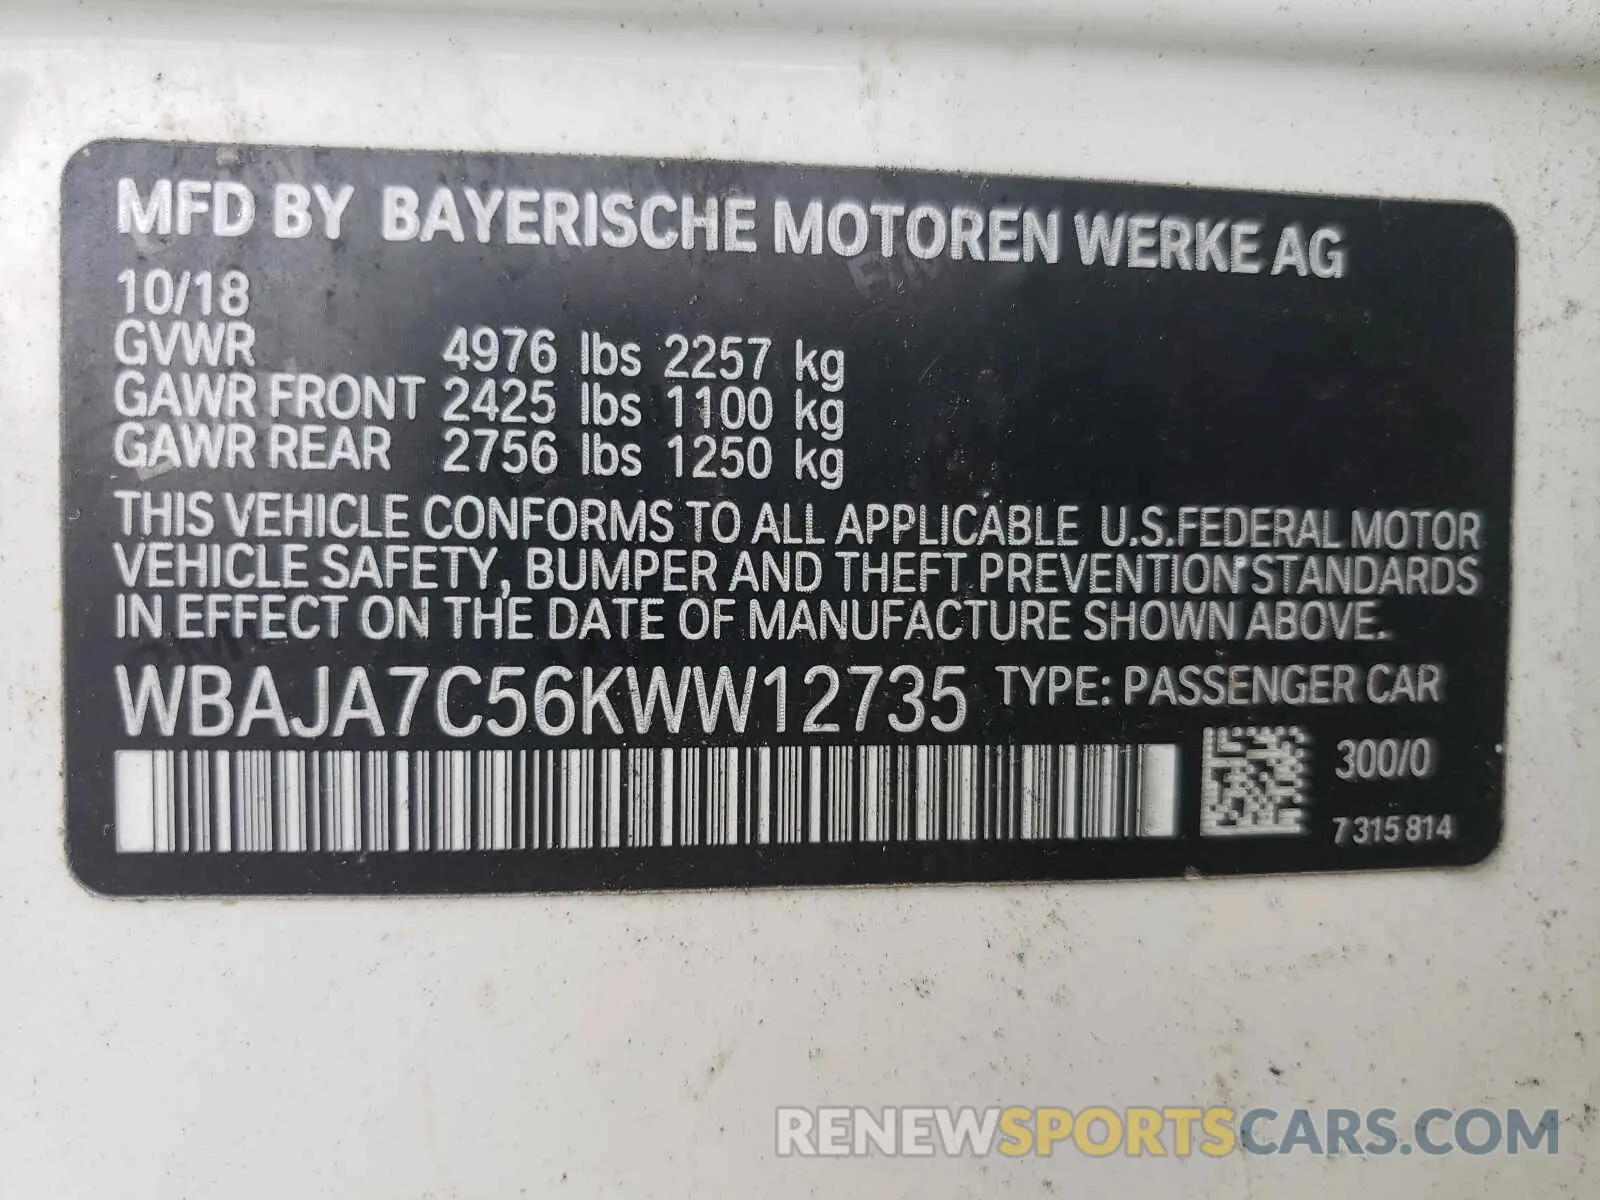 MFD BY BAYERISCHE MOTOREN WERKE AG
10/18
GVWR 4976 lbs 2257 kg
GAWR FRONT 2425 lbs 1100 kg
GAWR REAR 2756 lbs 1250 kg
THIS VEHICLE CONFORMS TO ALL APPLICABLE U.S.FEDERAL MOTOR
VEHICLE SAFETY, BUMPER AND THEFT PREVENTION STANDARDS
IN EFFECT ON THE DATE OF MANUFACTURE SHOWN ABOVE.
WBAJA7C56KWW12735 TYPE: PASSENGER CAR
300/0
7 315 814
RENEWSPORTSCARS.COM